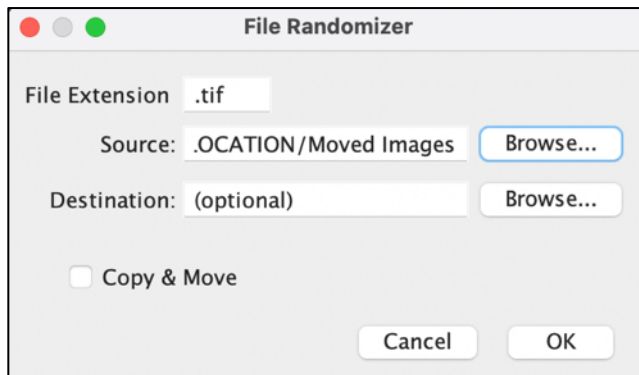 File Randomizer
File Extension .tif
Source: .OCATION/Moved Images Browse...
Destination: (optional) Browse...
Copy & Move
Cancel OK